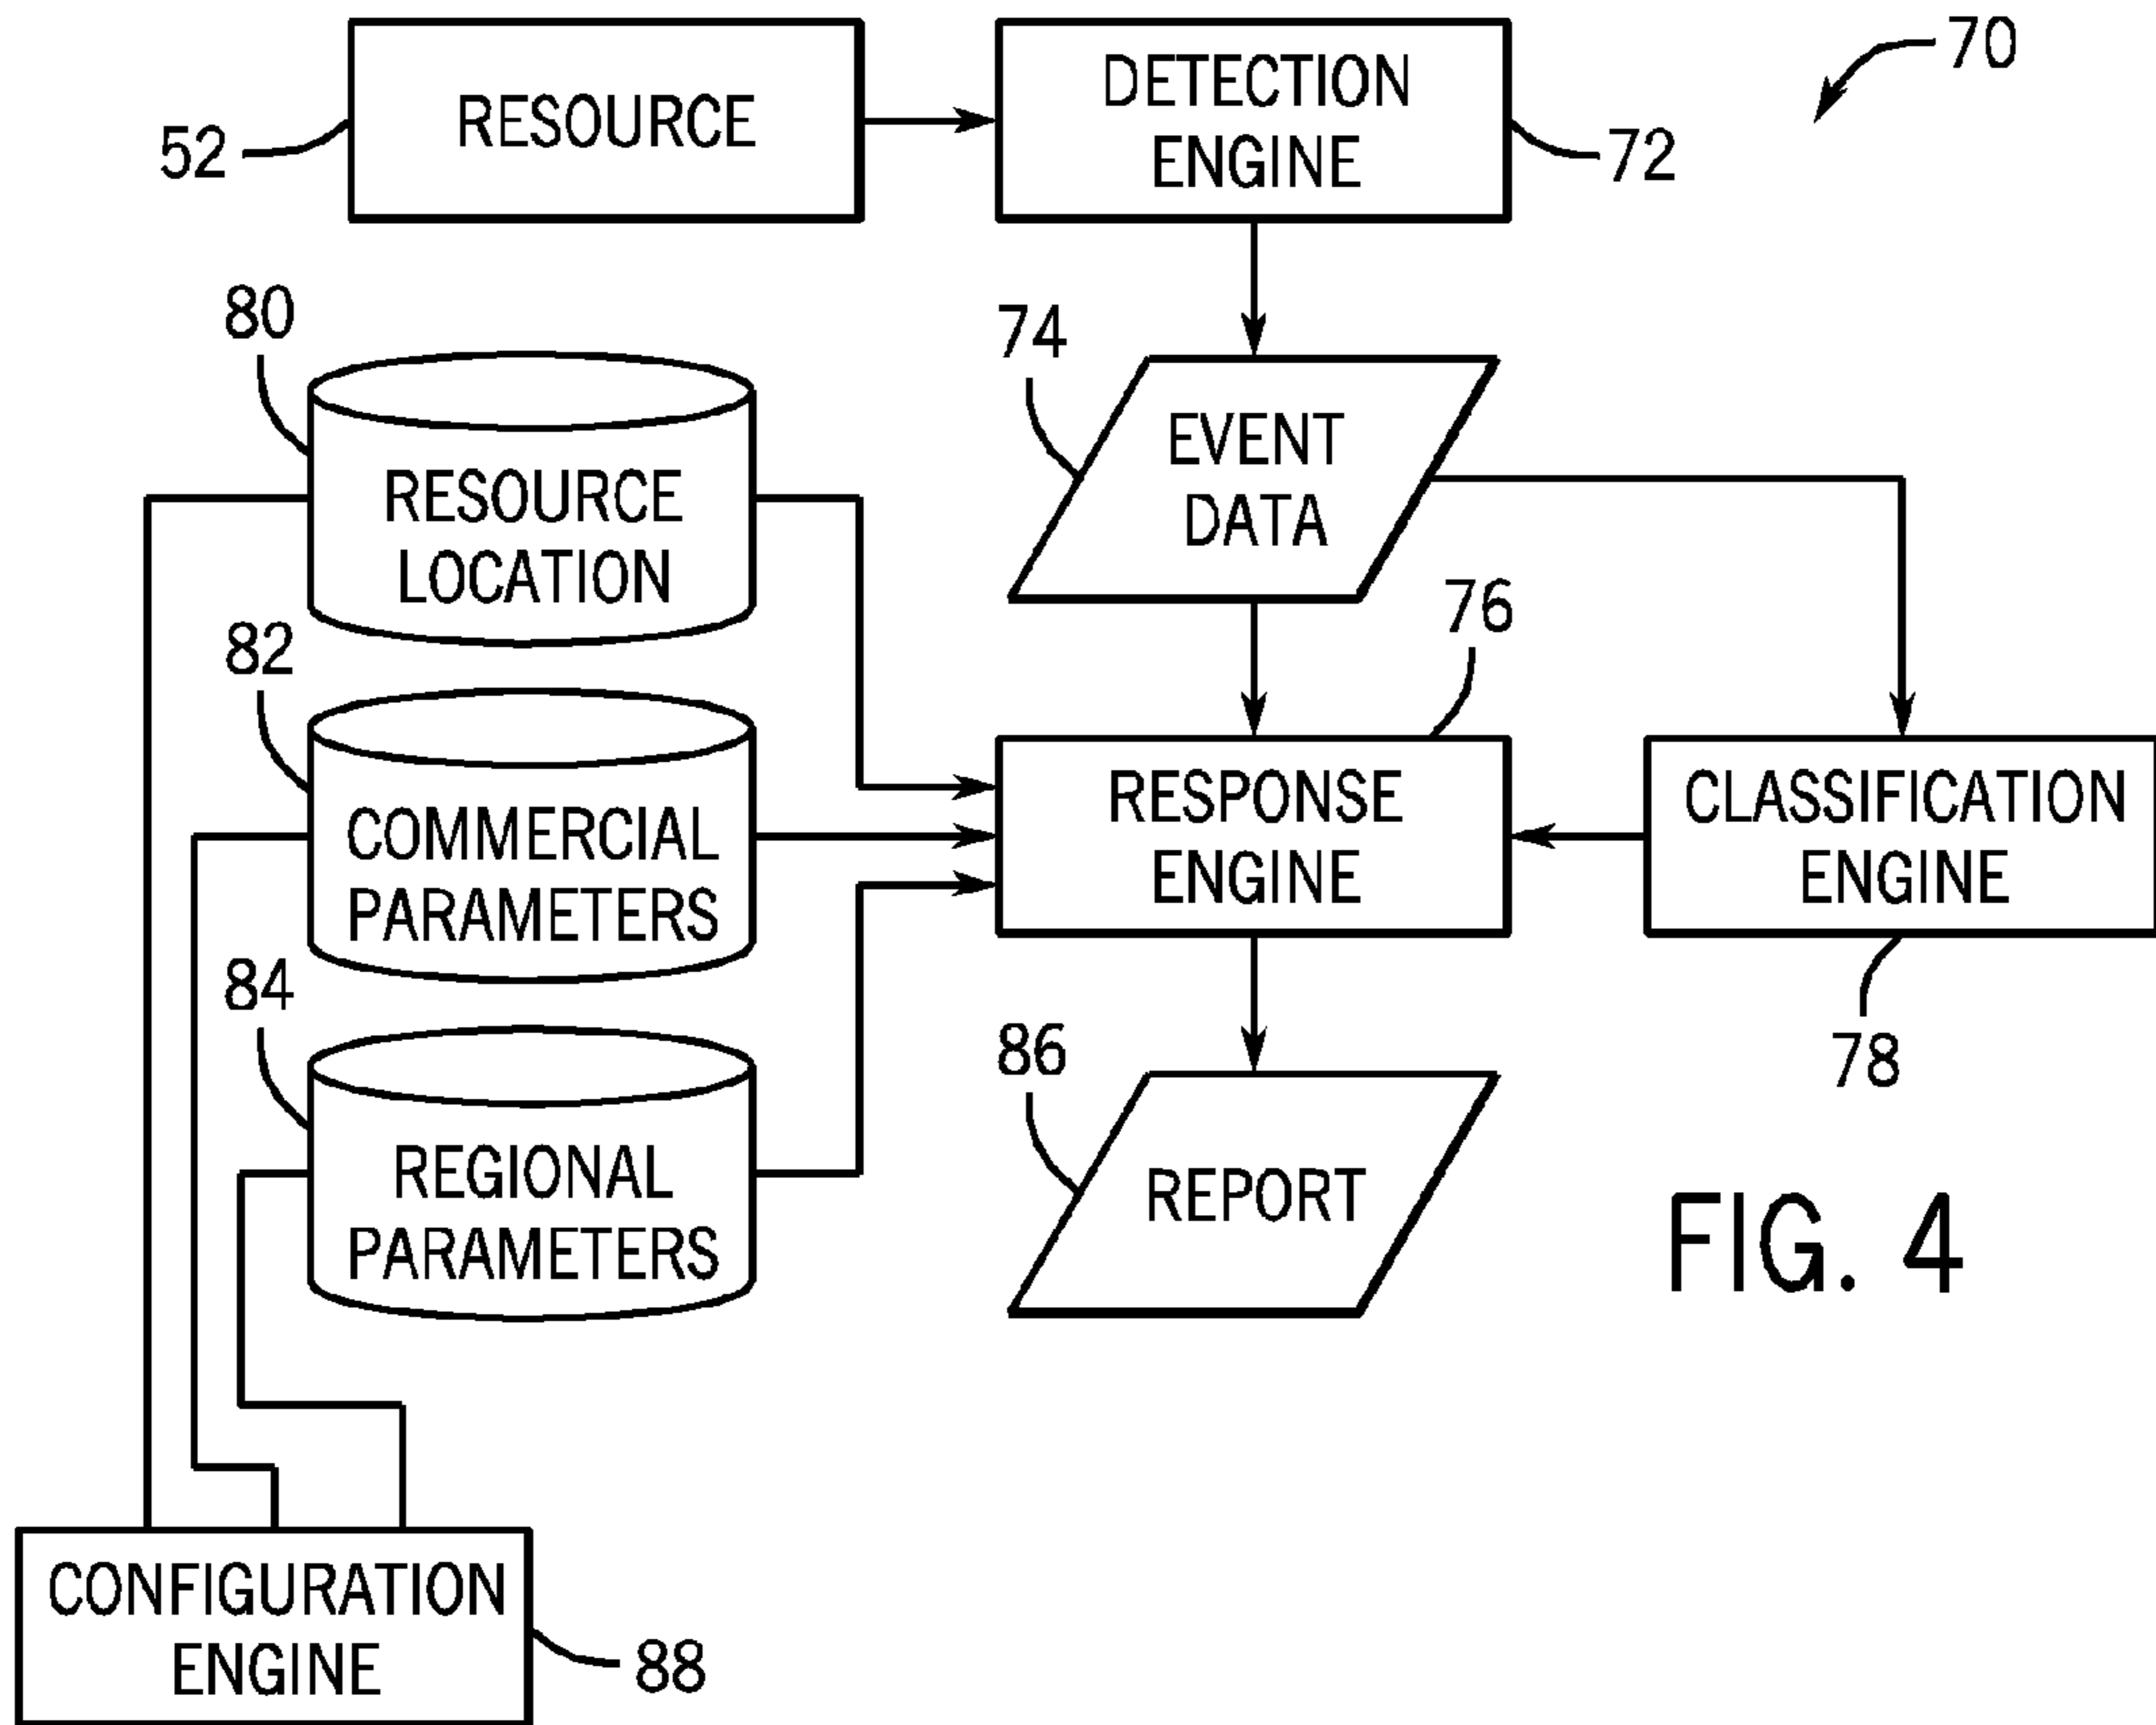 RESOURCE
52
DETECTION
ENGINE
72
70
80
RESOURCE
LOCATION
74
EVENT
DATA
76
82
COMMERCIAL
PARAMETERS
RESPONSE
ENGINE
CLASSIFICATION
ENGINE
78
84
REGIONAL
PARAMETERS
86
REPORT
FIG. 4
CONFIGURATION
ENGINE
88